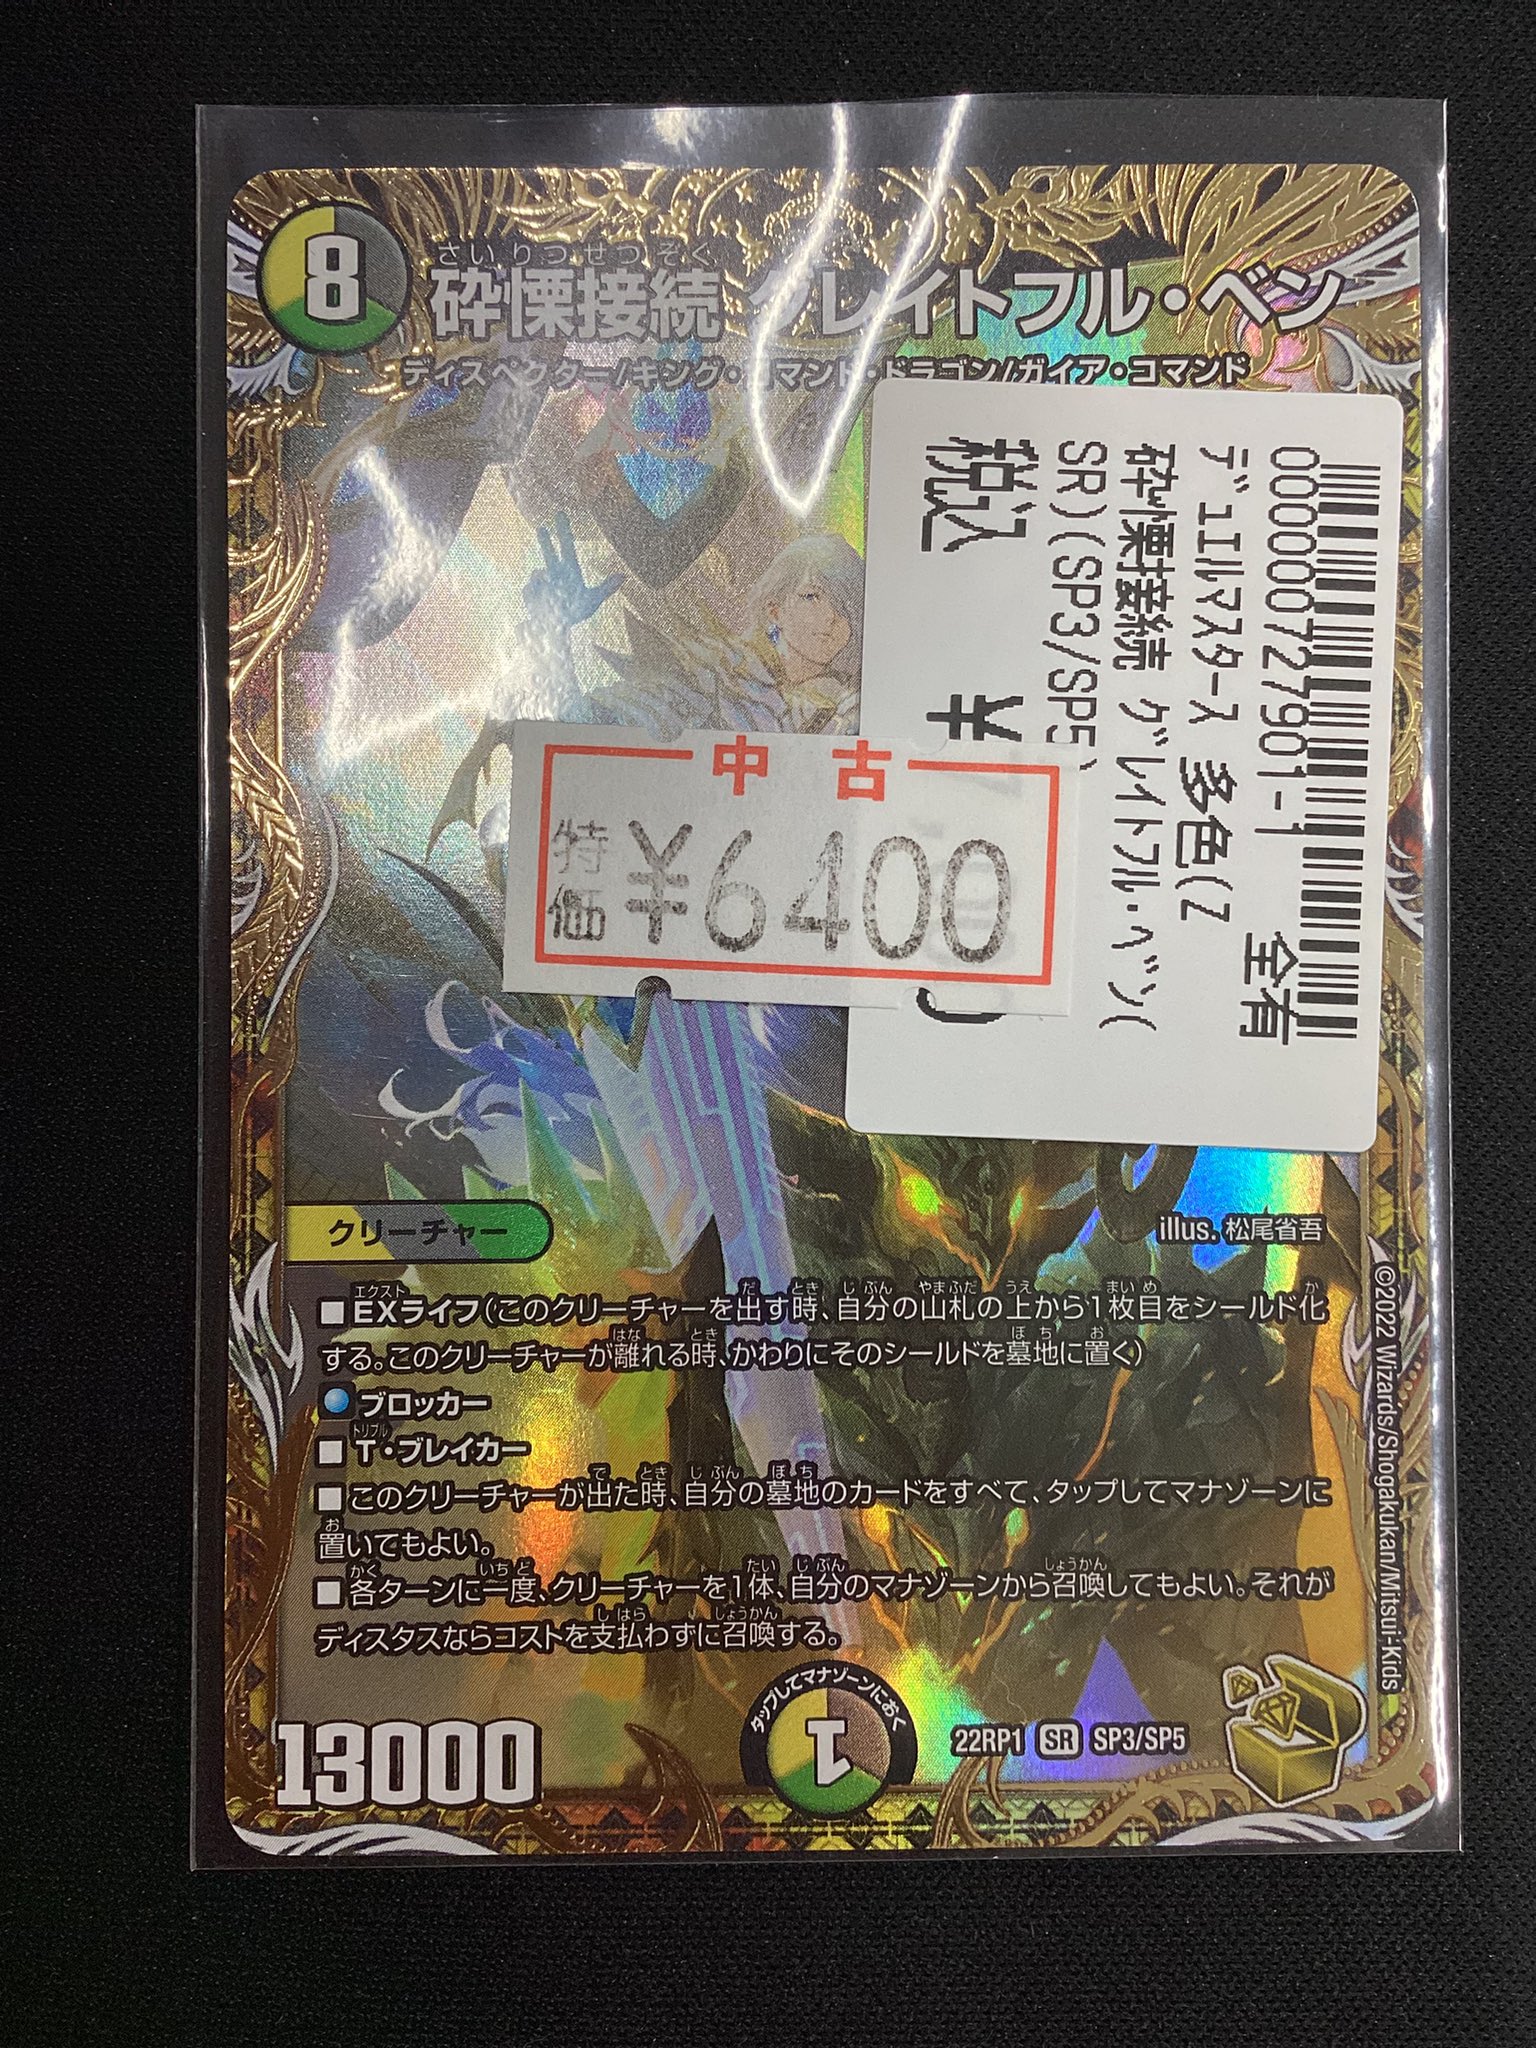 8
さいりつせつぞく
砕慄接続 グレイトフル・ベン
ディスペクター/キング・コマンド・ドラゴン/ガイア・コマンド
0000007277901-1 全有
ﾃﾞｭｴﾙﾏｽﾀｰｽ 多色(Z
砕慄接続 ｸﾞﾚｲﾄﾌﾙ･ﾍﾞﾝ(
SR)(SP3/SP5)
税込 ¥
中古
特価 ¥6400
クリーチャー
illus. 松尾省吾
■EXライフ(このクリーチャーを出す時、自分の山札の上から1枚目をシールド化
する。このクリーチャーが離れる時、かわりにそのシールドを墓地に置く)
ブロッカー
■T・ブレイカー
■このクリーチャーが出た時、自分の墓地のカードをすべて、タップしてマナゾーンに
置いてもよい。
■各ターンに一度、クリーチャーを1体、自分のマナゾーンから召喚してもよい。それが
ディスタスならコストを支払わずに召喚する。
©2022 Wizards/Shogakukan/Mitsui-Kids
13000
タップしてマナゾーンにおく
1
22RP1 SR SP3/SP5